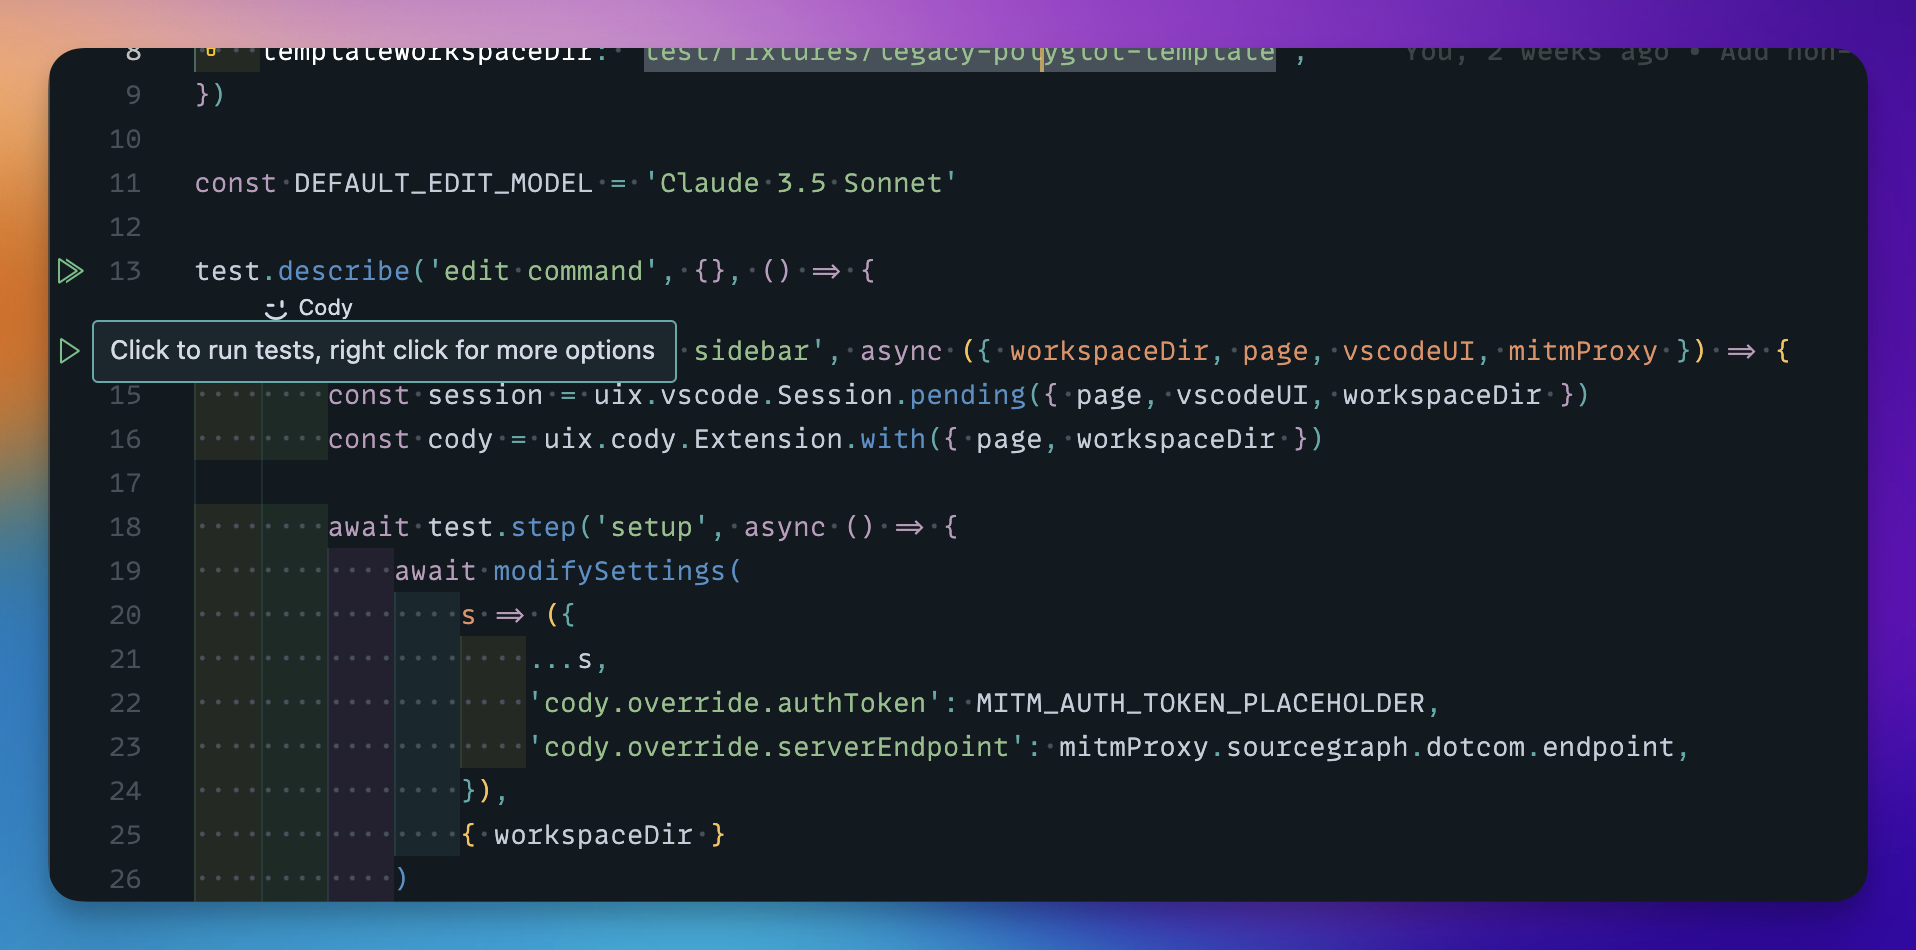 8 templateWorkspaceDir: 'test/fixtures/legacy-polyglot-template', You, 2 weeks ago • Add non-
9 })
10
11 const DEFAULT_EDIT_MODEL = 'Claude 3.5 Sonnet'
12
13 test.describe('edit command', {}, () => {
Cody
Click to run tests, right click for more options sidebar', async ({ workspaceDir, page, vscodeUI, mitmProxy }) => {
15 const session = uix.vscode.Session.pending({ page, vscodeUI, workspaceDir })
16 const cody = uix.cody.Extension.with({ page, workspaceDir })
17
18 await test.step('setup', async () => {
19 await modifySettings(
20 s => ({
21 ...s,
22 'cody.override.authToken': MITM_AUTH_TOKEN_PLACEHOLDER,
23 'cody.override.serverEndpoint': mitmProxy.sourcegraph.dotcom.endpoint,
24 }),
25 { workspaceDir }
26 )